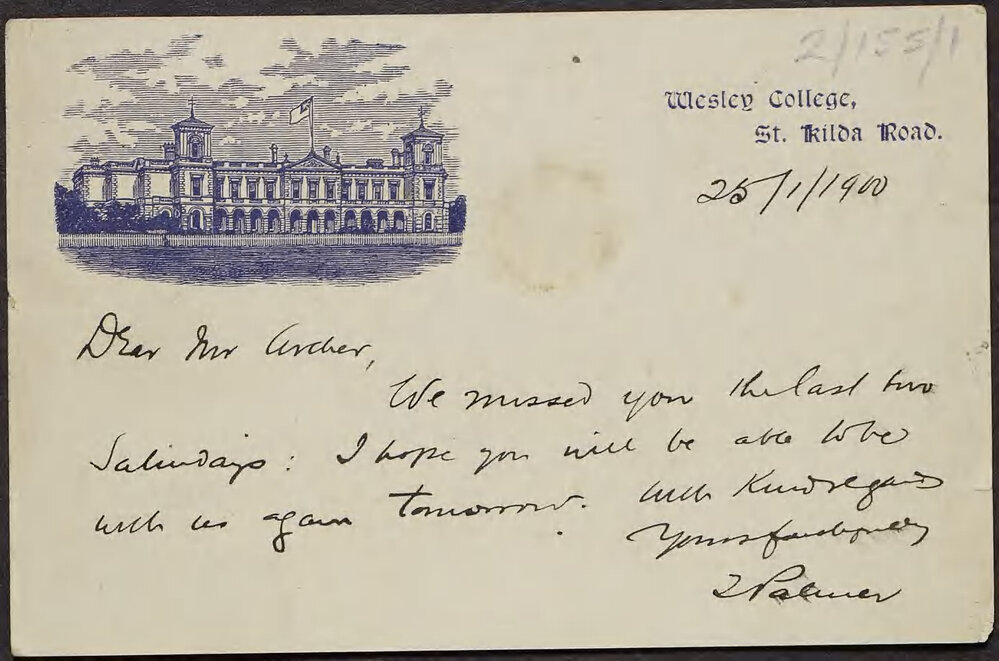 2/155/1
Wesley College,
St. Kilda Road.
25/1/1900
Dear Mr Archer,
We missed you the last two
Saturdays: I hope you will be able to be
with us again tomorrow. With Kind regards
Yours
Palmer